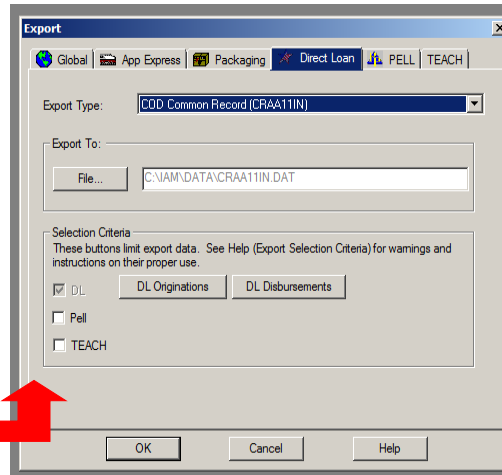 Export
Global App Express Packaging Direct Loan PELL TEACH
Export Type: COD Common Record (CRAA11IN)
Export To:
File... C:\IAM\DATA\CRAA11IN.DAT
Selection Criteria
These buttons limit export data. See Help (Export Selection Criteria) for warnings and
instructions on their proper use.
DL DL Originations DL Disbursements
Pell
TEACH
OK Cancel Help